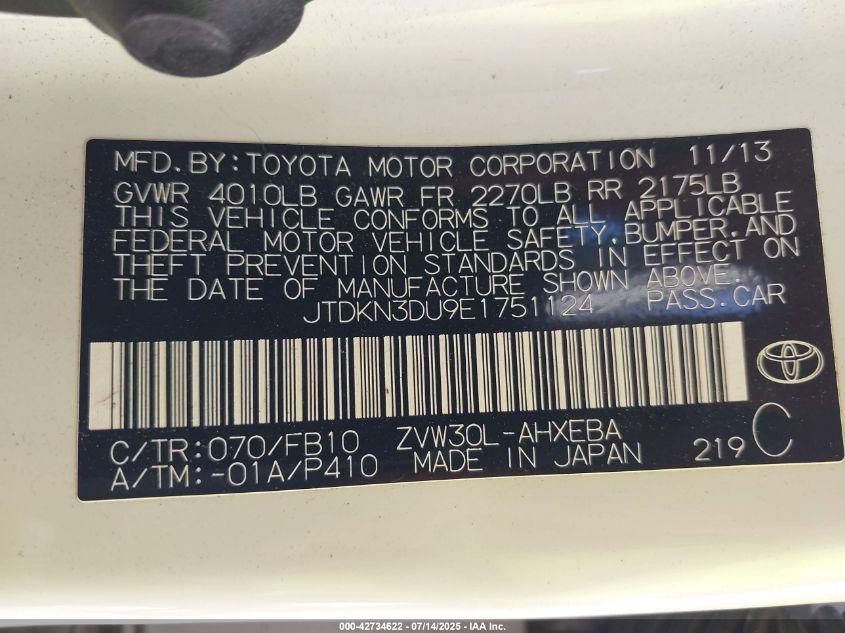 MFD.BY:TOYOTA MOTOR CORPORATION 11/13
GVWR 4010LB GAWR FR 2270LB RR 2175LB
THIS VEHICLE CONFORMS TO ALL APPLICABLE
FEDERAL MOTOR VEHICLE SAFETY,BUMPER,AND
THEFT PREVENTION STANDARDS IN EFFECT ON
THE DATE OF MANUFACTURE SHOWN ABOVE.
JTDKN3DU9E1751124 PASS.CAR
C/TR:070/FB10 ZVW30L-AHXEBA
A/TM:-01A/P410 MADE IN JAPAN 219 C
000-42734622 - 07/14/2025 - IAA Inc.